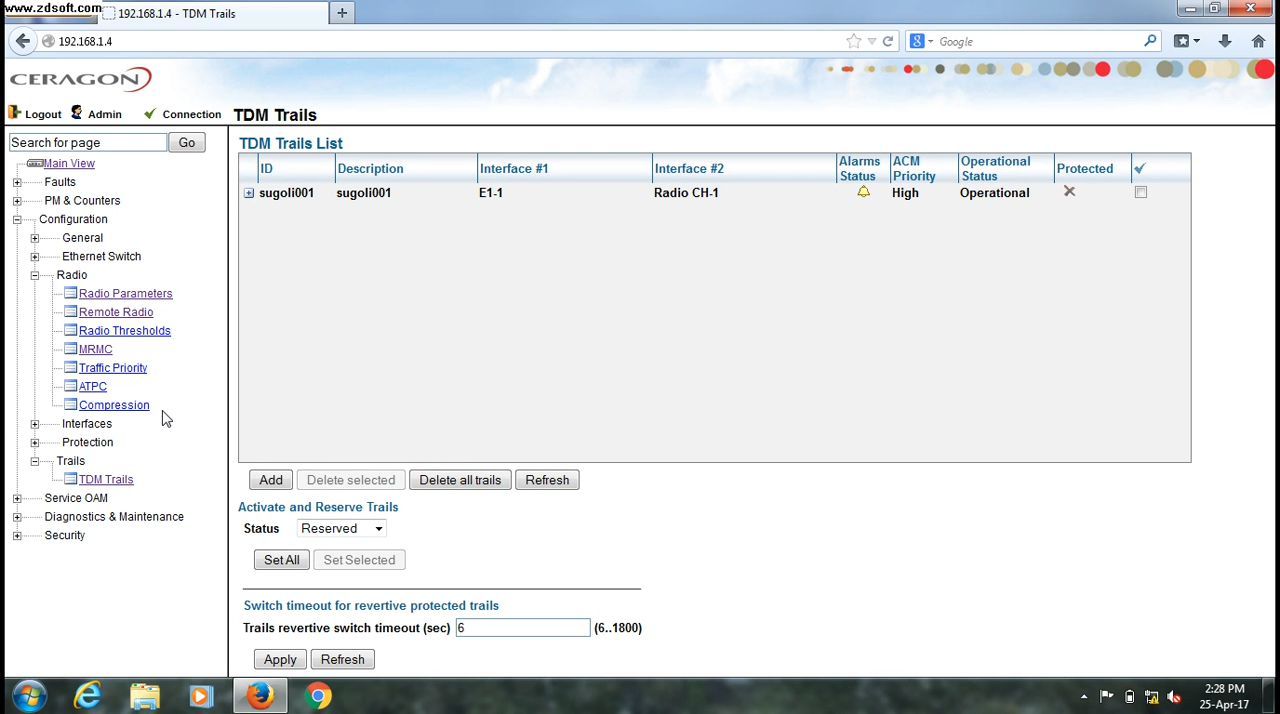 www.zdsoft.com
192.168.1.4 - TDM Trails
192.168.1.4
Google
CERAGON
Logout Admin Connection TDM Trails
Search for page Go
Main View
Faults
PM & Counters
Configuration
General
Ethernet Switch
Radio
Radio Parameters
Remote Radio
Radio Thresholds
MRMC
Traffic Priority
ATPC
Compression
Interfaces
Protection
Trails
TDM Trails
Service OAM
Diagnostics & Maintenance
Security
TDM Trails List
ID Description Interface #1 Interface #2 Alarms Status ACM Priority Operational Status Protected
sugoli001 sugoli001 E1-1 Radio CH-1 High Operational
Add Delete selected Delete all trails Refresh
Activate and Reserve Trails
Status Reserved
Set All Set Selected
Switch timeout for revertive protected trails
Trails revertive switch timeout (sec) 6 (6..1800)
Apply Refresh
2:28 PM
25-Apr-17